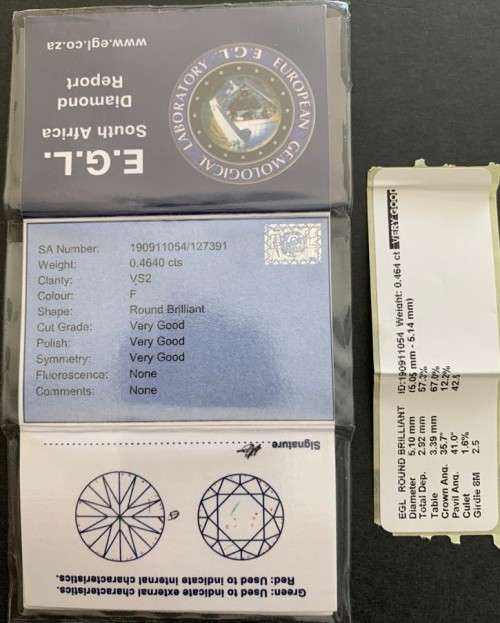 E.G.L.
South Africa
Diamond
Report
www.egl.co.za
E.G.L. EUROPEAN GEMOLOGICAL LABORATORY
SA Number: 190911054/127391
Weight: 0.4640 cts
Clarity: VS2
Colour: F
Shape: Round Brilliant
Cut Grade: Very Good
Polish: Very Good
Symmetry: Very Good
Fluorescence: None
Comments: None
Signature
Red: Used to indicate internal characteristics.
Green: Used to indicate external characteristics.
EGL ROUND BRILLIANT ID:190911054 Weight: 0.464 ct VERY GOOD
Diameter 5.10 mm (5.05 mm - 5.14 mm)
Total Dep. 2.92 mm 57.3%
Table 3.39 mm 67.0%
Crown Ang. 35.7° 12.2%
Pavil Ang. 41.0° 42.5
Culet 1.6%
Girdle 8M 2.5